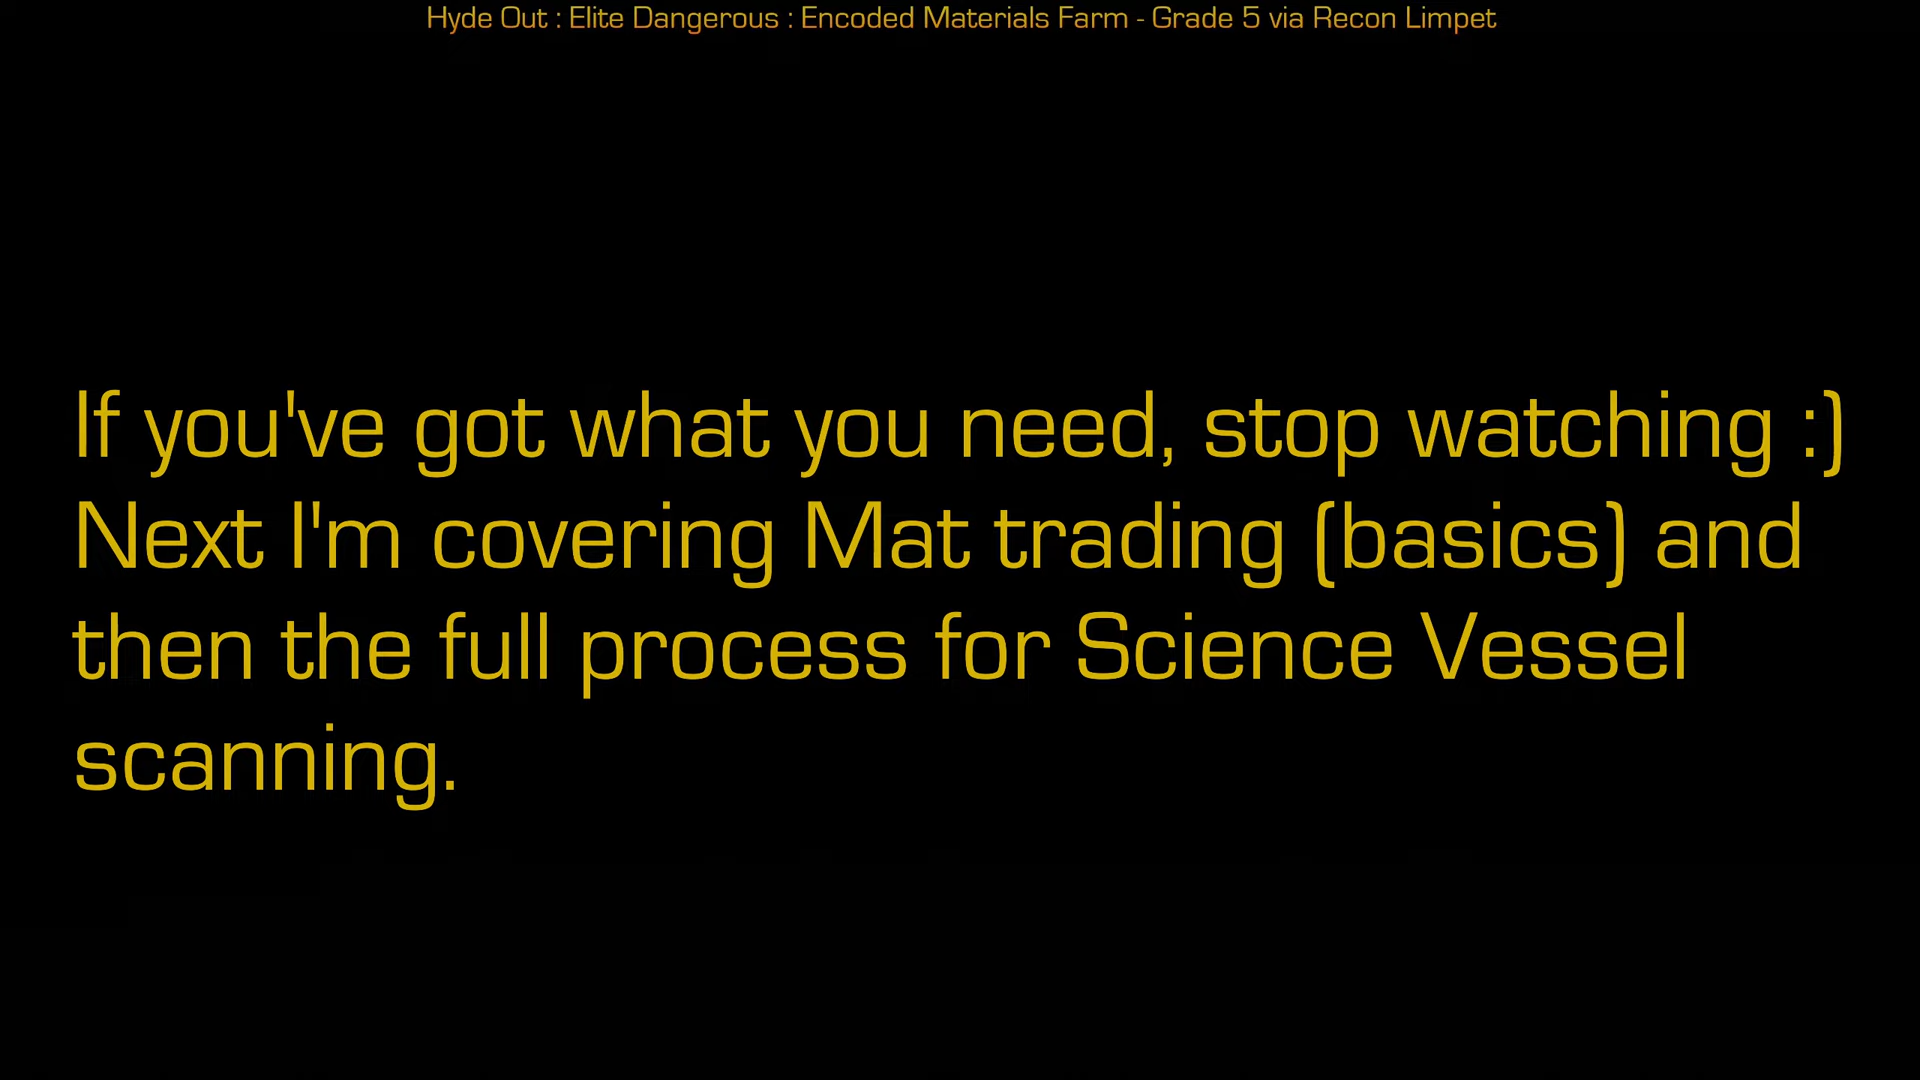 Hyde Out : Elite Dangerous : Encoded Materials Farm - Grade 5 via Recon Limpet
If you've got what you need, stop watching :)
Next I'm covering Mat trading (basics) and
then the full process for Science Vessel
scanning.